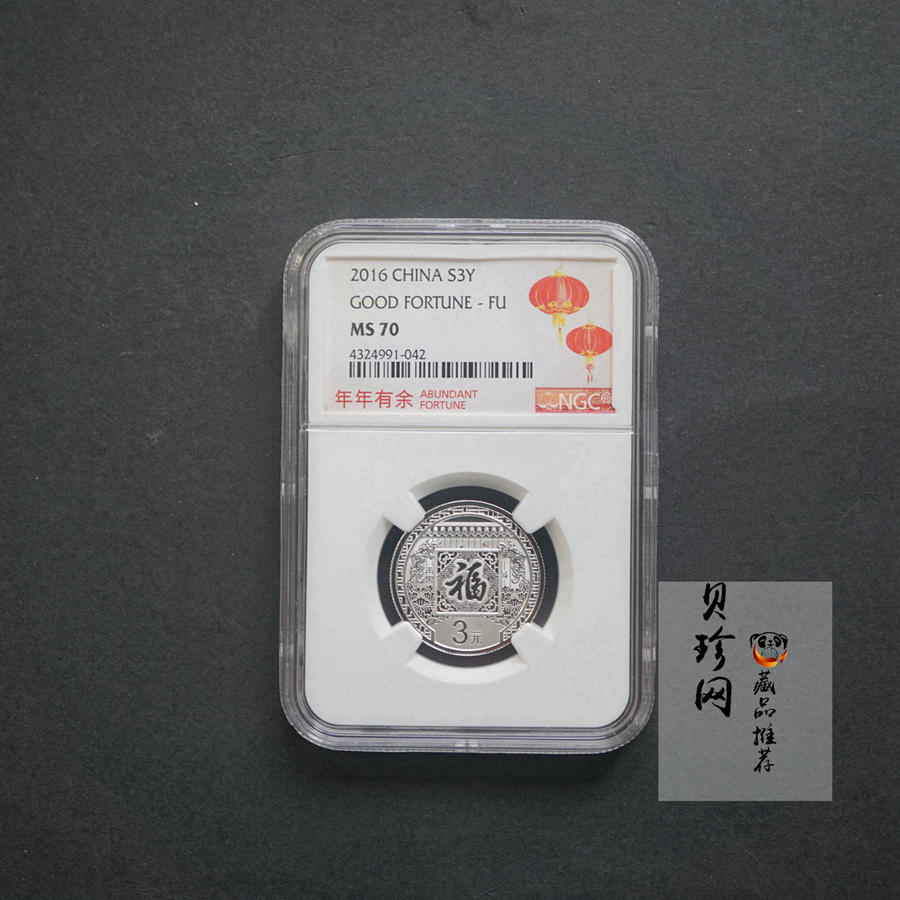 2016 CHINA S3Y
GOOD FORTUNE - FU
MS 70
4324991-042
年年有余 ABUNDANT
FORTUNE
NGC®
福
3元
贝珍网
藏品推荐